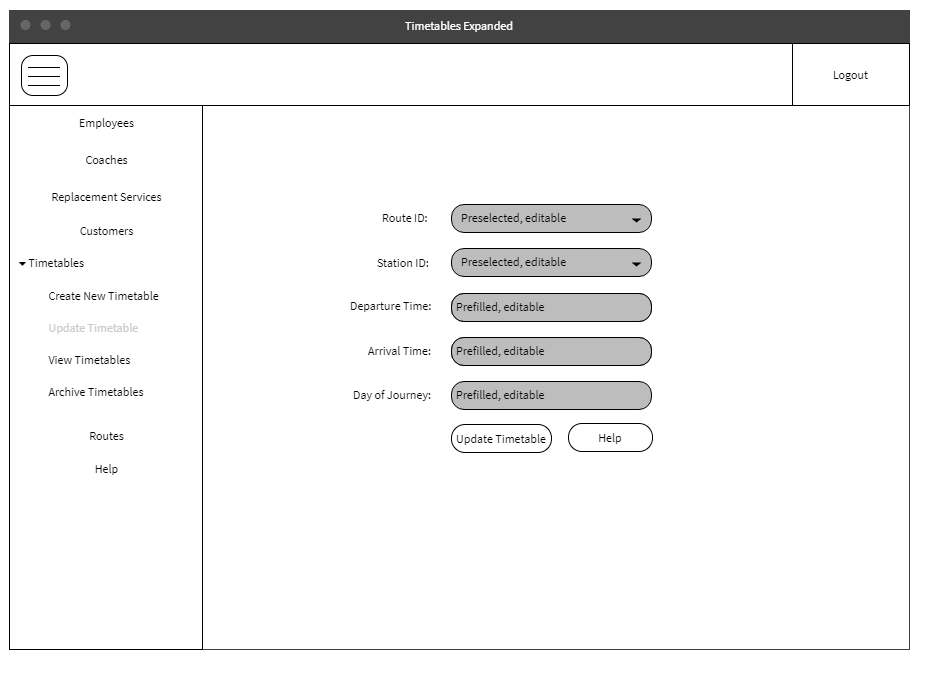 Timetables Expanded
Logout
Employees
Coaches
Replacement Services
Customers
Timetables
Create New Timetable
Update Timetable
View Timetables
Archive Timetables
Routes
Help
Route ID: Preselected, editable
Station ID: Preselected, editable
Departure Time: Prefilled, editable
Arrival Time: Prefilled, editable
Day of Journey: Prefilled, editable
Update Timetable Help